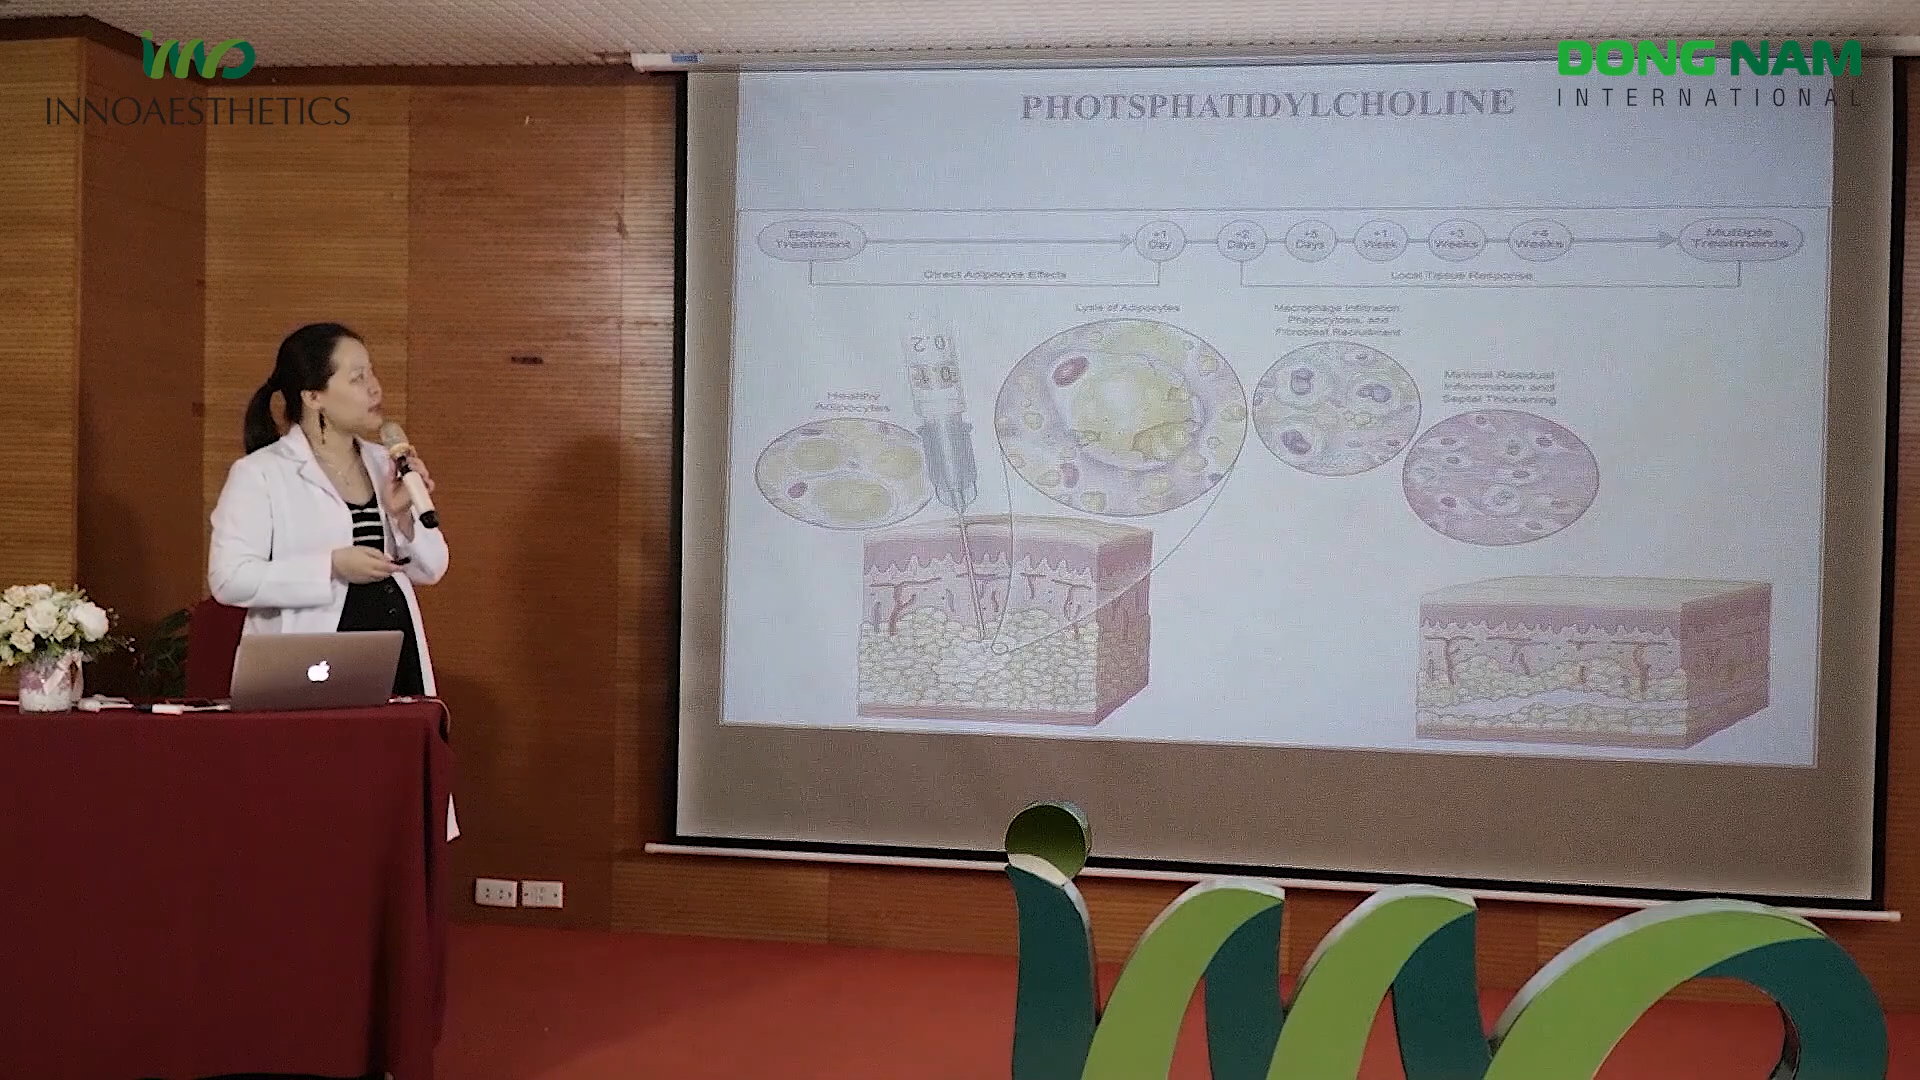 INNOAESTHETICS
DONG NAM
INTERNATIONAL
PHOTSPHATIDYLCHOLINE
Before
Treatment
+1
Day
+2
Days
+5
Days
+1
Week
+3
Weeks
+4
Weeks
Multiple
Treatments
Direct Adipocyte Effects
Local Tissue Response
Lysis of Adipocytes
Macrophage Infiltration,
Phagocytosis, and
Fibroblast Recruitment
Minimal Residual
Inflammation and
Septal Thickening
Healthy
Adipocytes
0.2